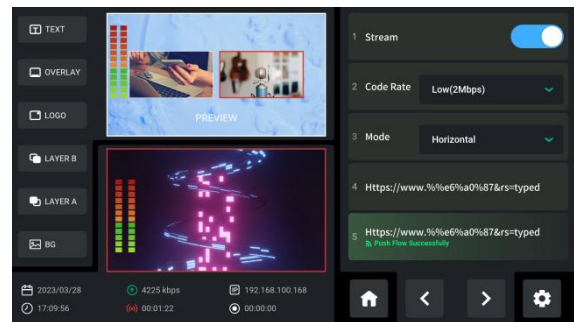 TEXT
OVERLAY
LOGO
LAYER B
LAYER A
BG
PREVIEW
2023/03/28
4225 kbps
192.168.100.168
17:09:56
00:01:22
00:00:00
1 Stream
2 Code Rate Low(2Mbps)
3 Mode Horizontal
4 Https://www.%%e6%a0%87&rs=typed
5 Https://www.%%e6%a0%87&rs=typed
Push Flow Successfully